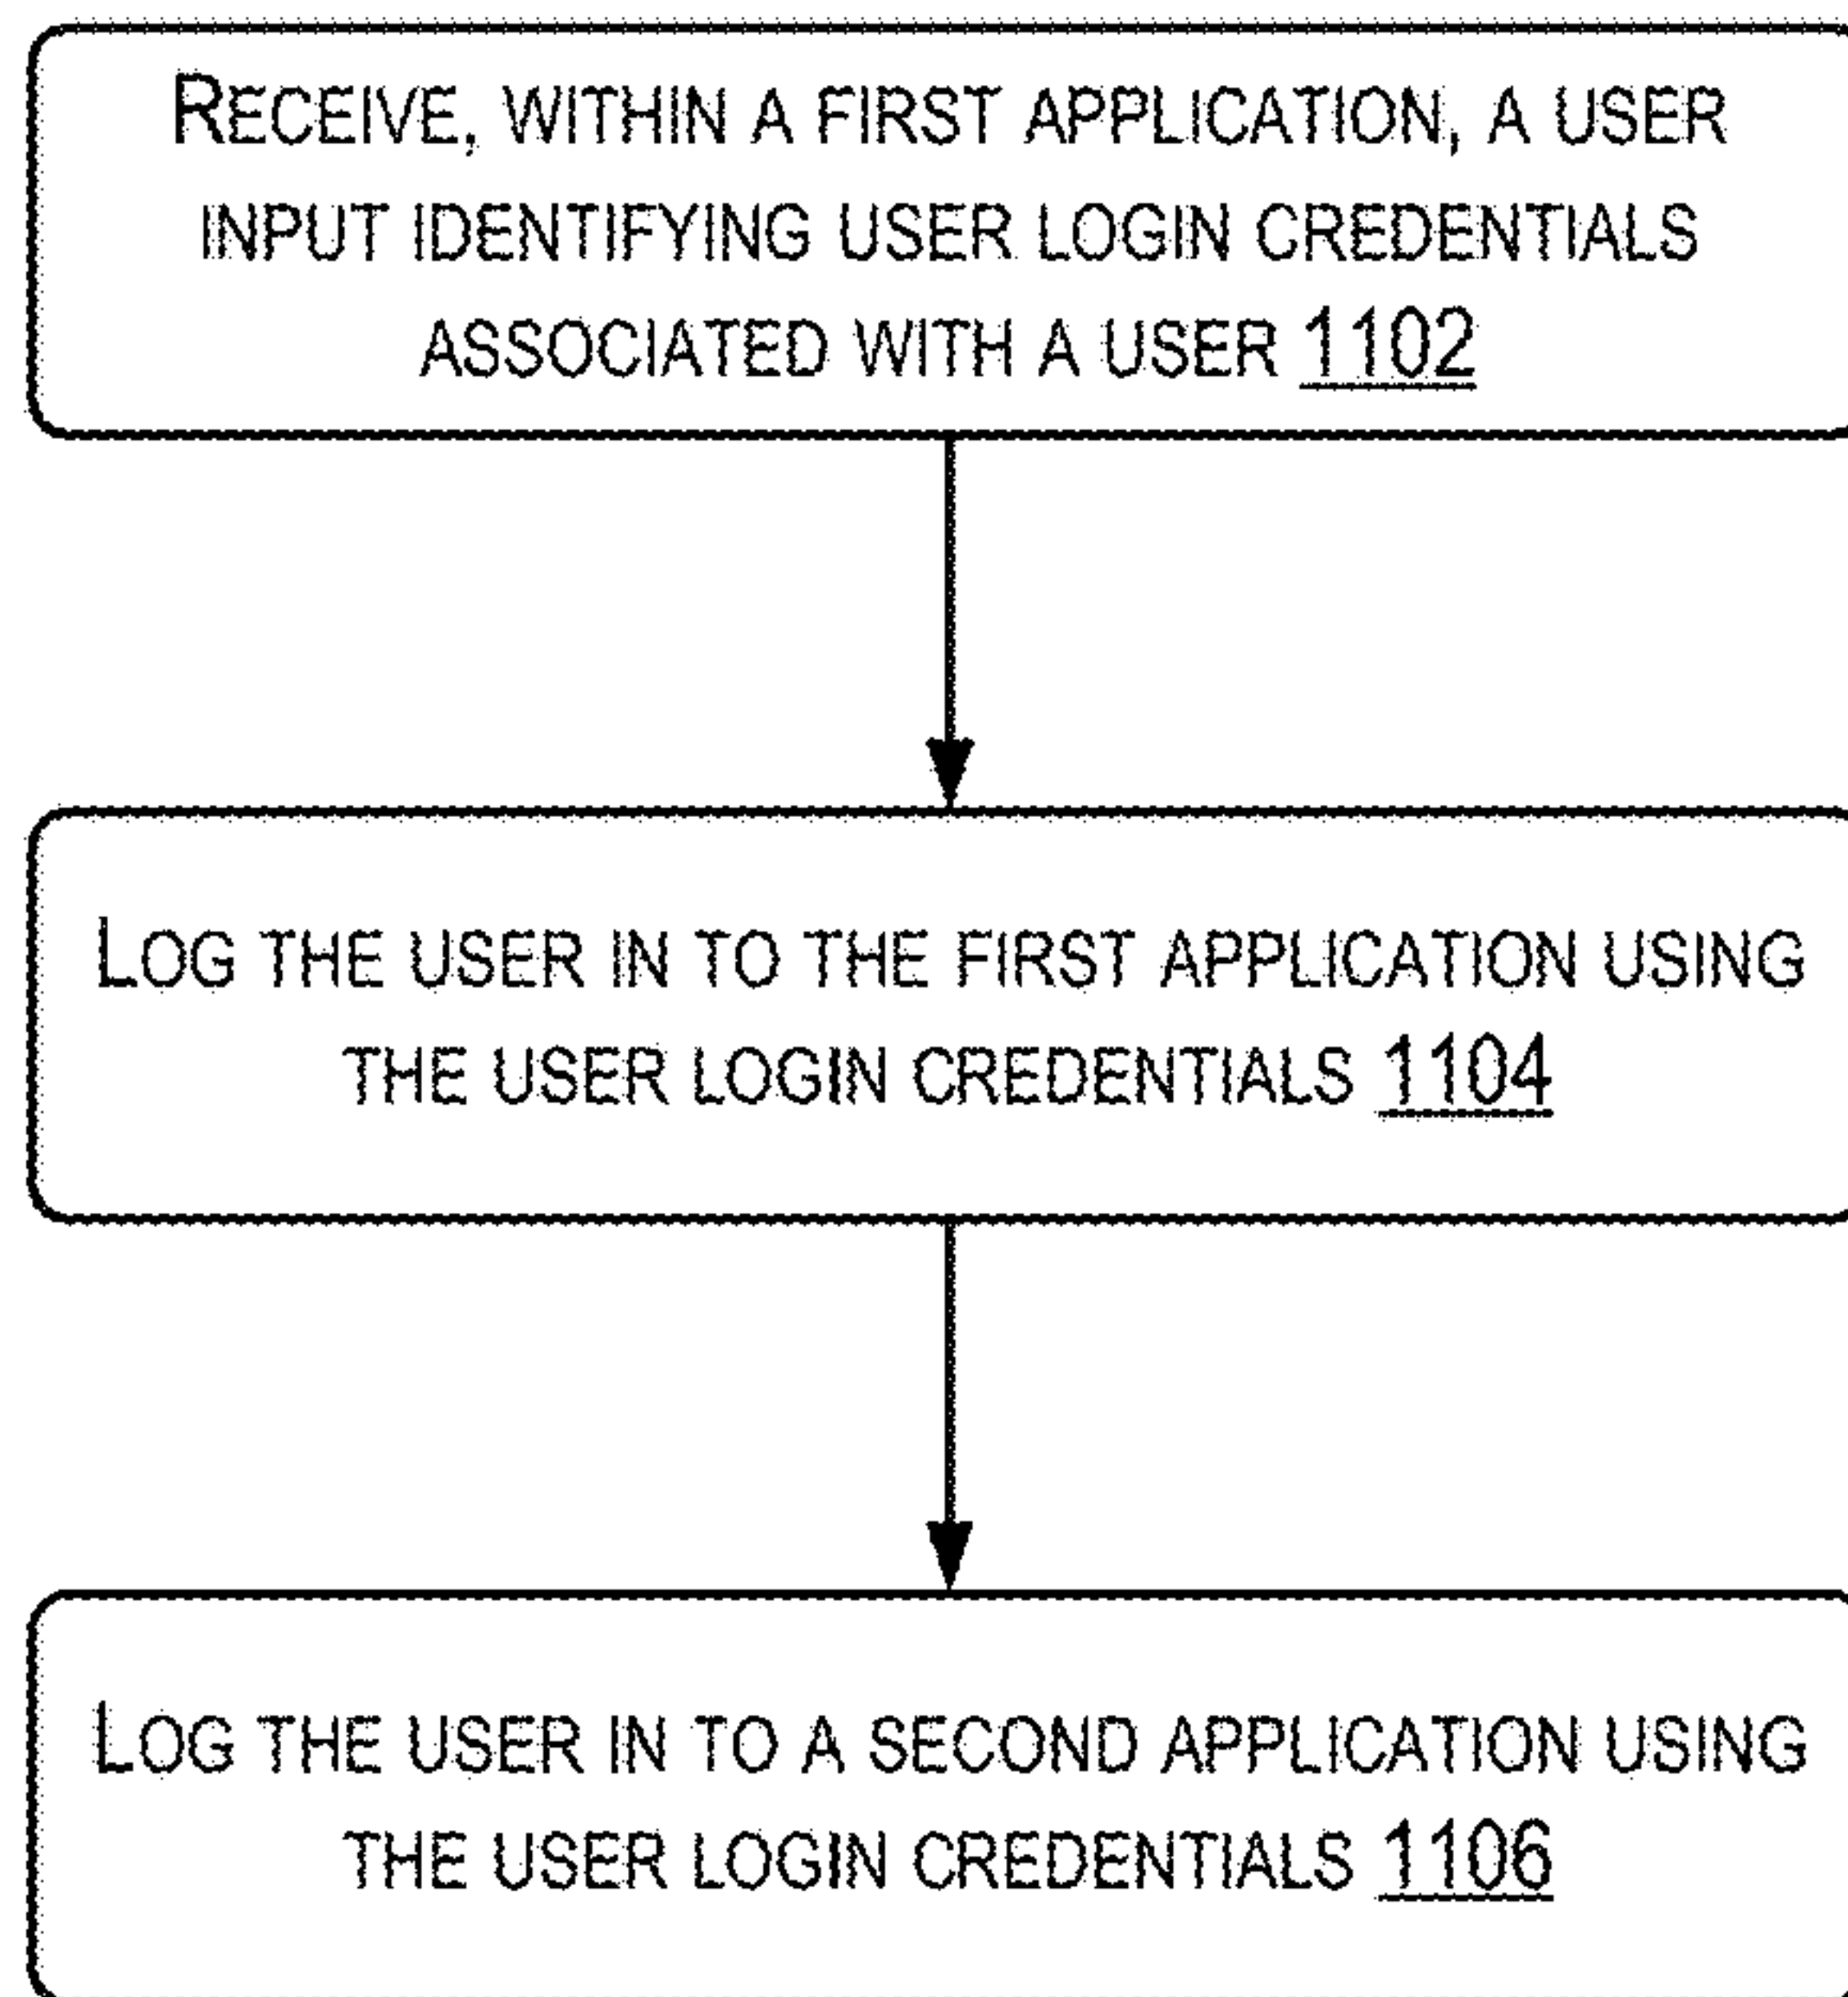 RECEIVE, WITHIN A FIRST APPLICATION, A USER
INPUT IDENTIFYING USER LOGIN CREDENTIALS
ASSOCIATED WITH A USER 1102
LOG THE USER IN TO THE FIRST APPLICATION USING
THE USER LOGIN CREDENTIALS 1104
LOG THE USER IN TO A SECOND APPLICATION USING
THE USER LOGIN CREDENTIALS 1106